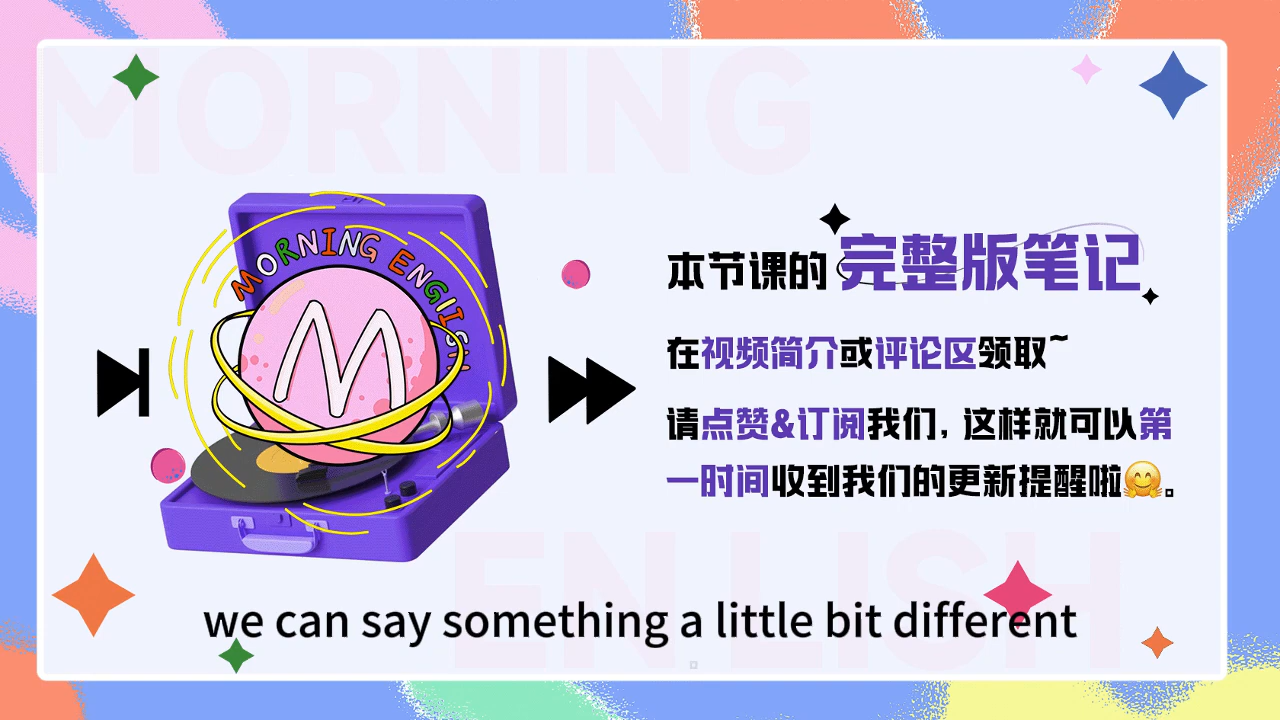 MORNING
MORNING ENGLISH
M
本节课的 完整版笔记
在视频简介或评论区领取~
请点赞&订阅我们, 这样就可以第
一时间收到我们的更新提醒啦🤗。
EN LISH
we can say something a little bit different